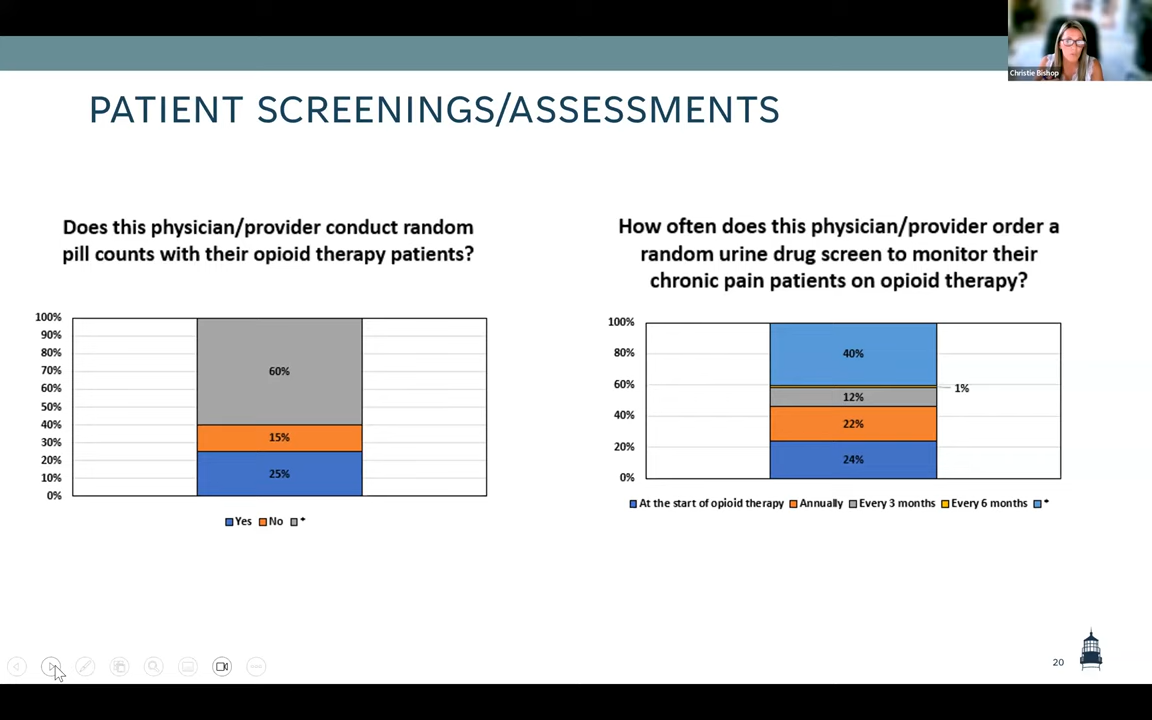 Christie Bishop
PATIENT SCREENINGS/ASSESSMENTS
Does this physician/provider conduct random
pill counts with their opioid therapy patients?
100%
90%
80%
70%
60%
50%
40%
30%
20%
10%
0%
60%
15%
25%
Yes No *
How often does this physician/provider order a
random urine drug screen to monitor their
chronic pain patients on opioid therapy?
100%
80%
60%
40%
20%
0%
40%
1%
12%
22%
24%
At the start of opioid therapy Annually Every 3 months Every 6 months *
20